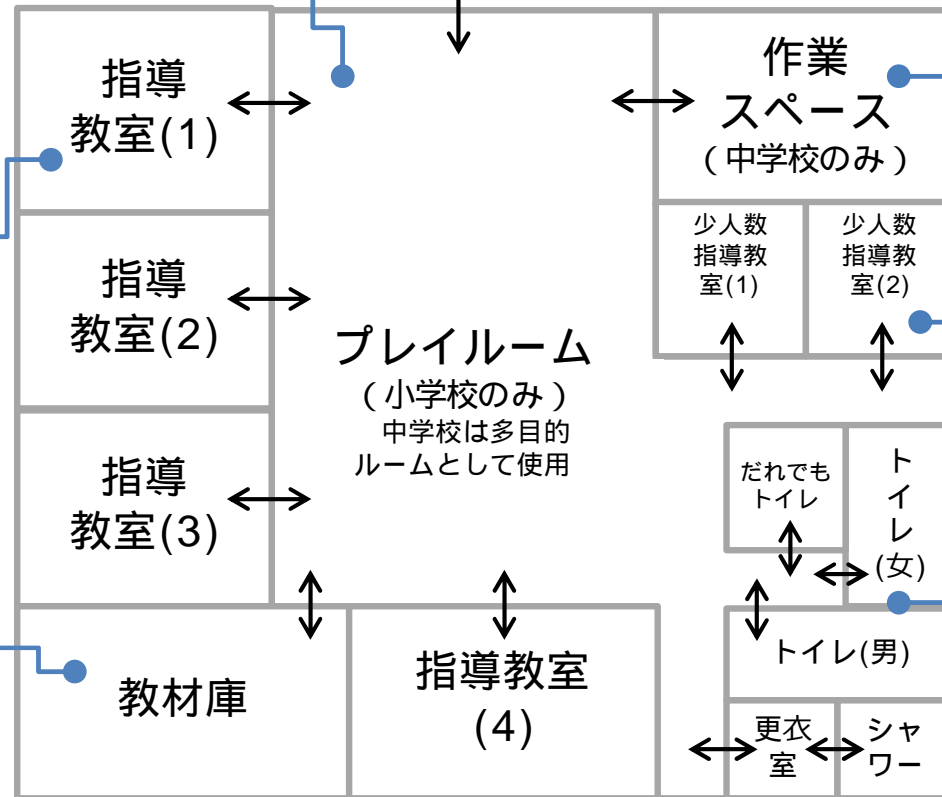 指導
教室(1)
作業
スペース
(中学校のみ)
少人数
指導教
室(1)
少人数
指導教
室(2)
指導
教室(2)
プレイルーム
(小学校のみ)
中学校は多目的
ルームとして使用
指導
教室(3)
だれでも
トイレ
トイレ(女)
トイレ(男)
教材庫
指導教室
(4)
更衣
室
シャ
ワー